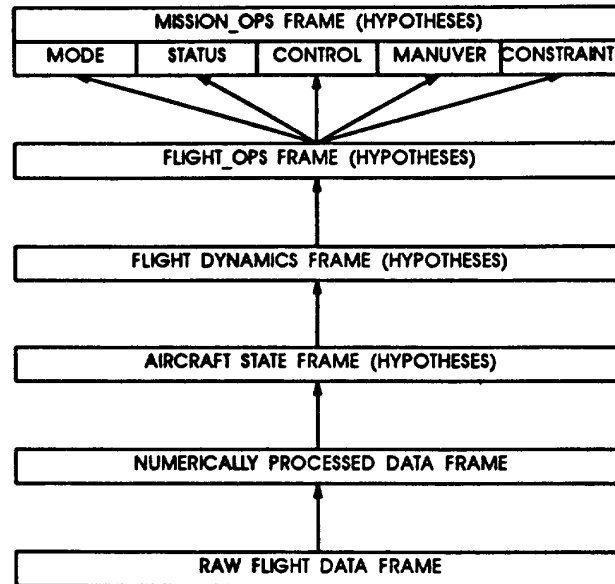 MISSION_OPS FRAME (HYPOTHESES)
MODE STATUS CONTROL MANUVER CONSTRAINT
FLIGHT_OPS FRAME (HYPOTHESES)
FLIGHT DYNAMICS FRAME (HYPOTHESES)
AIRCRAFT STATE FRAME (HYPOTHESES)
NUMERICALLY PROCESSED DATA FRAME
RAW FLIGHT DATA FRAME